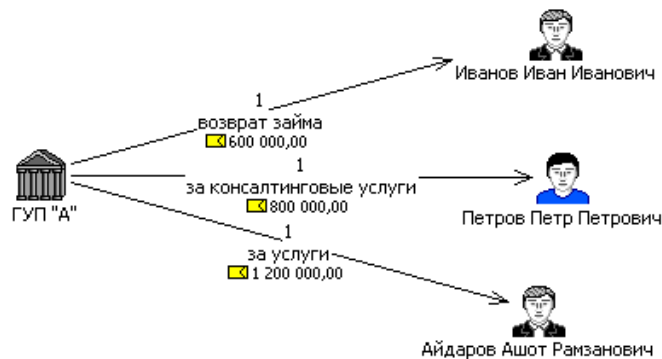 Иванов Иван Иванович
1
возврат займа
600 000,00
1
за консалтинговые услуги
800 000,00
ГУП "А"
Петров Петр Петрович
1
за услуги
1 200 000,00
Айдаров Ашот Рамзанович